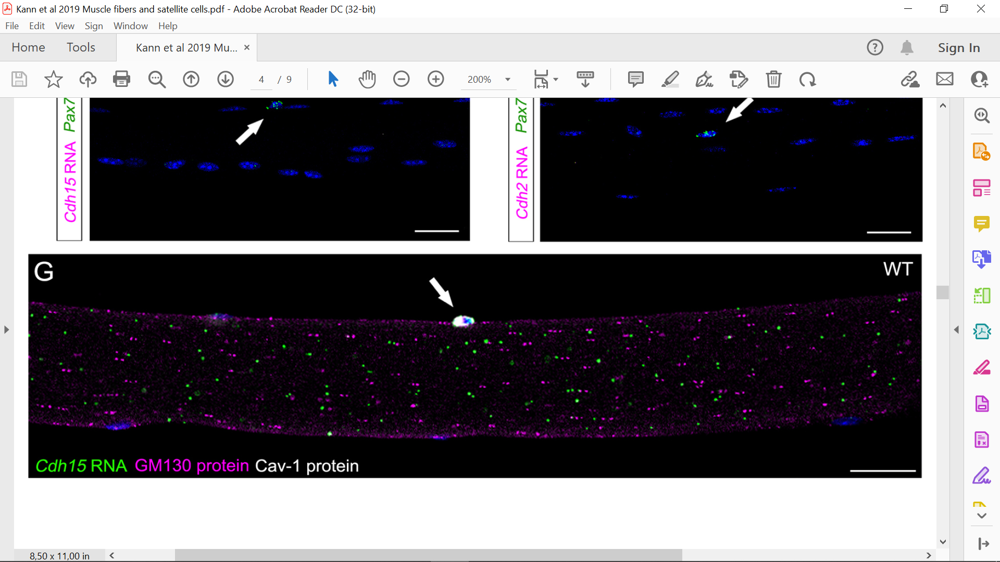 Kann et al 2019 Muscle fibers and satellite cells.pdf - Adobe Acrobat Reader DC (32-bit)
File Edit View Sign Window Help
Home Tools Kann et al 2019 Mu... × Sign In
4 / 9 200%
Cdh15 RNA Pax7
Cdh2 RNA Pax7
G WT
Cdh15 RNA GM130 protein Cav-1 protein
8,50 x 11,00 in